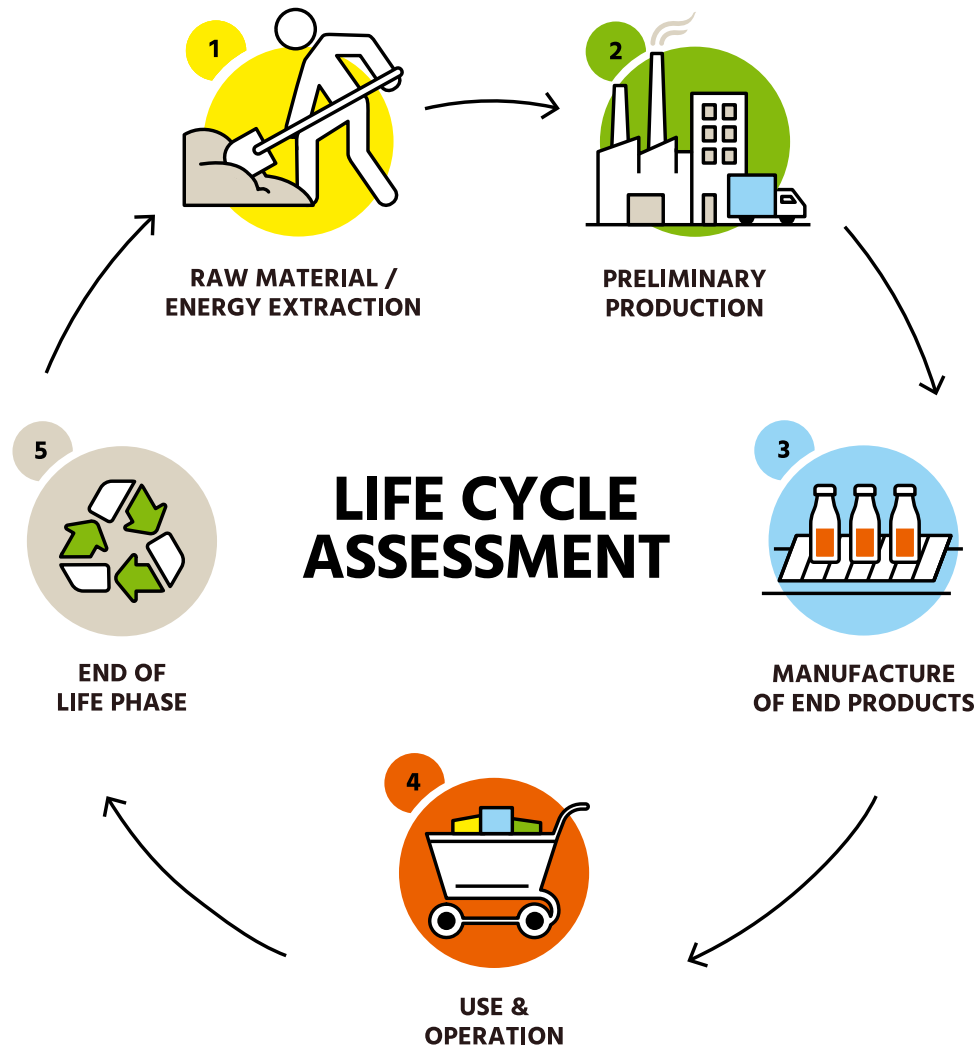 1
RAW MATERIAL /
ENERGY EXTRACTION
2
PRELIMINARY
PRODUCTION
3
MANUFACTURE
OF END PRODUCTS
4
USE &
OPERATION
5
END OF
LIFE PHASE
LIFE CYCLE
ASSESSMENT